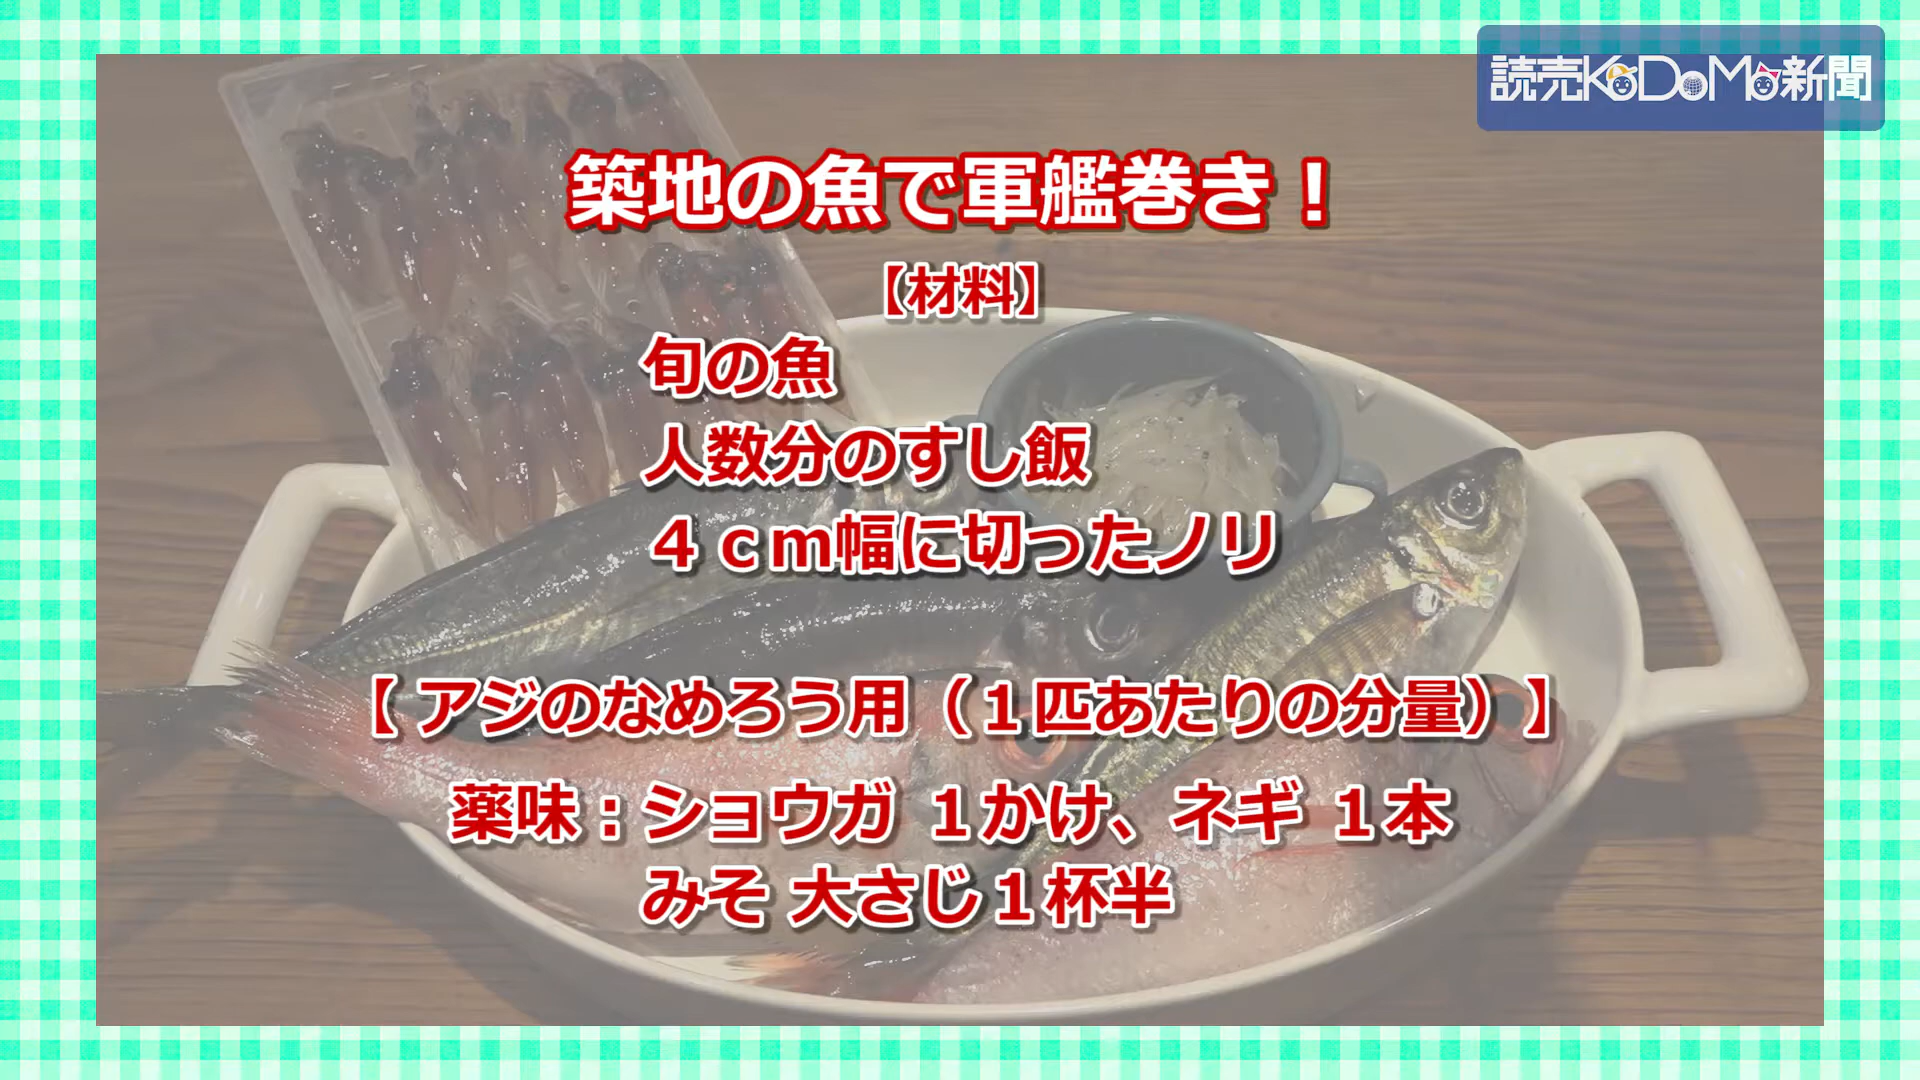 読売KoDoMo新聞
築地の魚で軍艦巻き！
【材料】
旬の魚
人数分のすし飯
４ｃｍ幅に切ったノリ
【 アジのなめろう用（１匹あたりの分量）】
薬味：ショウガ １かけ、ネギ １本
みそ 大さじ１杯半